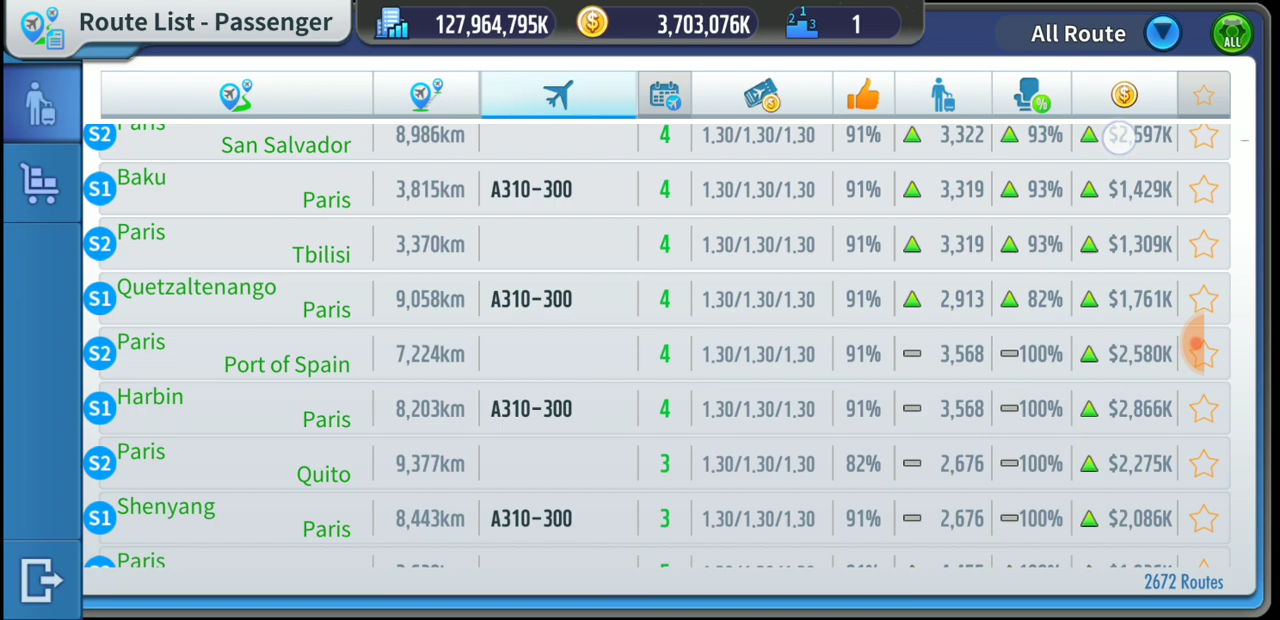 Route List - Passenger 127,964,795K 3,703,076K 2 1 3 1 All Route ALL
S2 Paris San Salvador 8,986km 4 1.30/1.30/1.30 91% 3,322 93% $2,597K
S1 Baku Paris 3,815km A310-300 4 1.30/1.30/1.30 91% 3,319 93% $1,429K
S2 Paris Tbilisi 3,370km 4 1.30/1.30/1.30 91% 3,319 93% $1,309K
S1 Quetzaltenango Paris 9,058km A310-300 4 1.30/1.30/1.30 91% 2,913 82% $1,761K
S2 Paris Port of Spain 7,224km 4 1.30/1.30/1.30 91% 3,568 100% $2,580K
S1 Harbin Paris 8,203km A310-300 4 1.30/1.30/1.30 91% 3,568 100% $2,866K
S2 Paris Quito 9,377km 3 1.30/1.30/1.30 82% 2,676 100% $2,275K
S1 Shenyang Paris 8,443km A310-300 3 1.30/1.30/1.30 91% 2,676 100% $2,086K
Paris
2672 Routes